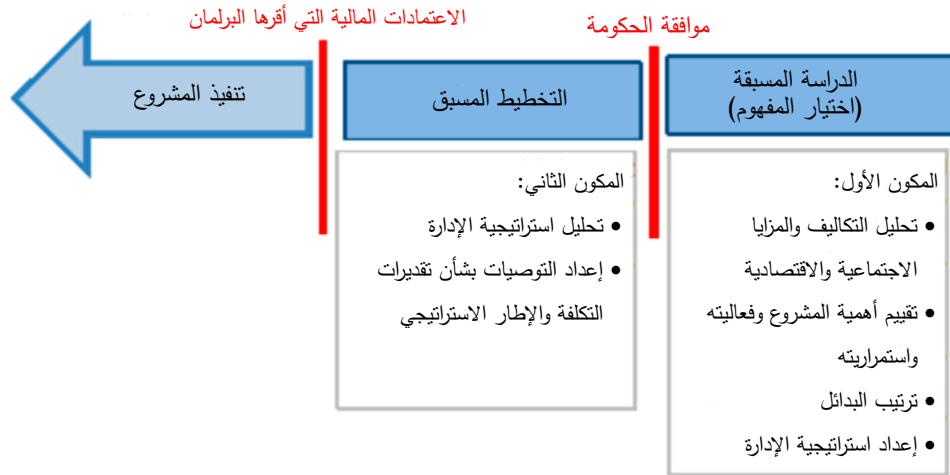 موافقة الحكومة
الاعتمادات المالية التي أقرها البرلمان
الدراسة المسبقة
(اختيار المفهوم)
التخطيط المسبق
تنفيذ المشروع
المكون الأول:
• تحليل التكاليف والمزايا
الاجتماعية والاقتصادية
• تقييم أهمية المشروع وفعاليته
واستمراريته
• ترتيب البدائل
• إعداد استراتيجية الإدارة
المكون الثاني:
• تحليل استراتيجية الإدارة
• إعداد التوصيات بشأن تقديرات
التكلفة والإطار الاستراتيجي